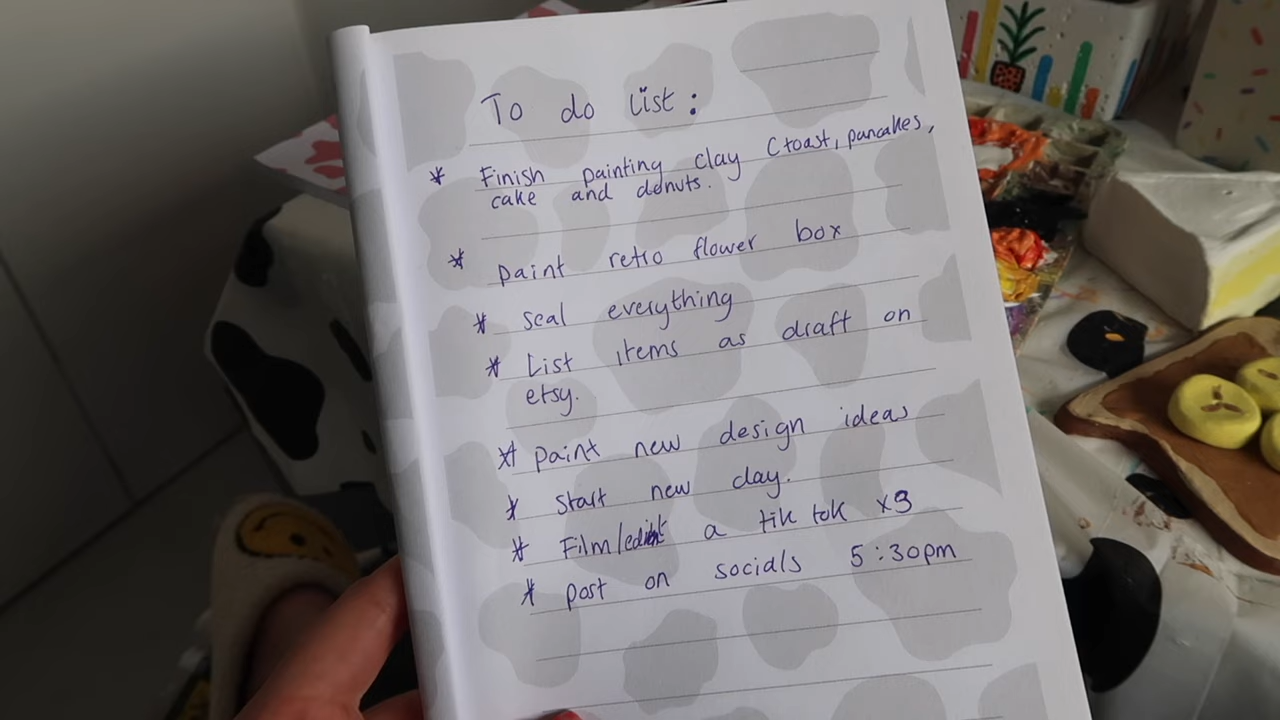 To do list:
* Finish painting clay (toast, pancakes,
cake and donuts.
* paint retro flower box
* seal everything
* List items as draft on
etsy.
* paint new design ideas
* start new clay.
* Film/edit a tik tok x3
* post on socials 5:30pm